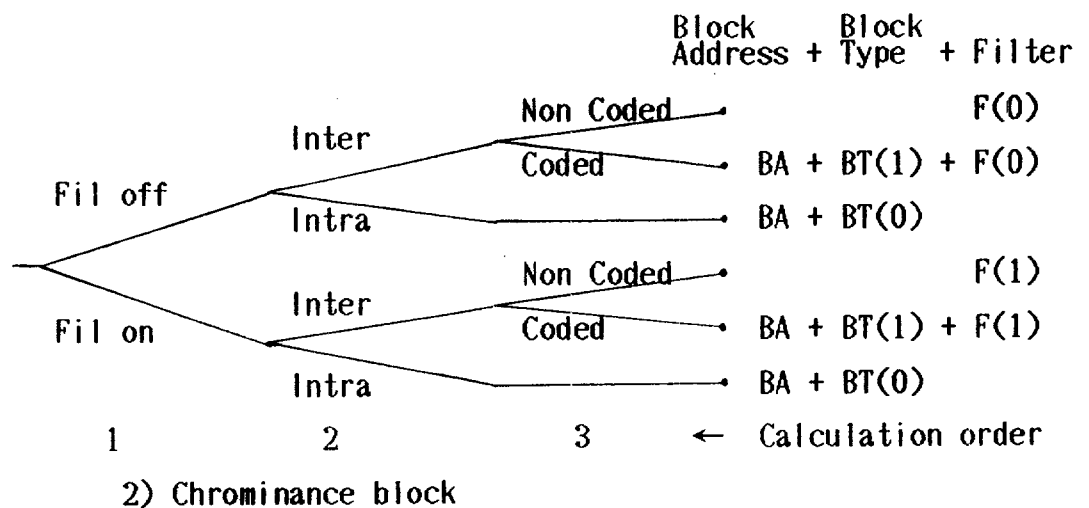 Block Block
Address + Type + Filter
Non Coded F(0)
Inter
Coded BA + BT(1) + F(0)
Fil off
Intra BA + BT(0)
Non Coded F(1)
Inter
Fil on Coded BA + BT(1) + F(1)
Intra BA + BT(0)
1 2 3 ← Calculation order
2) Chrominance block